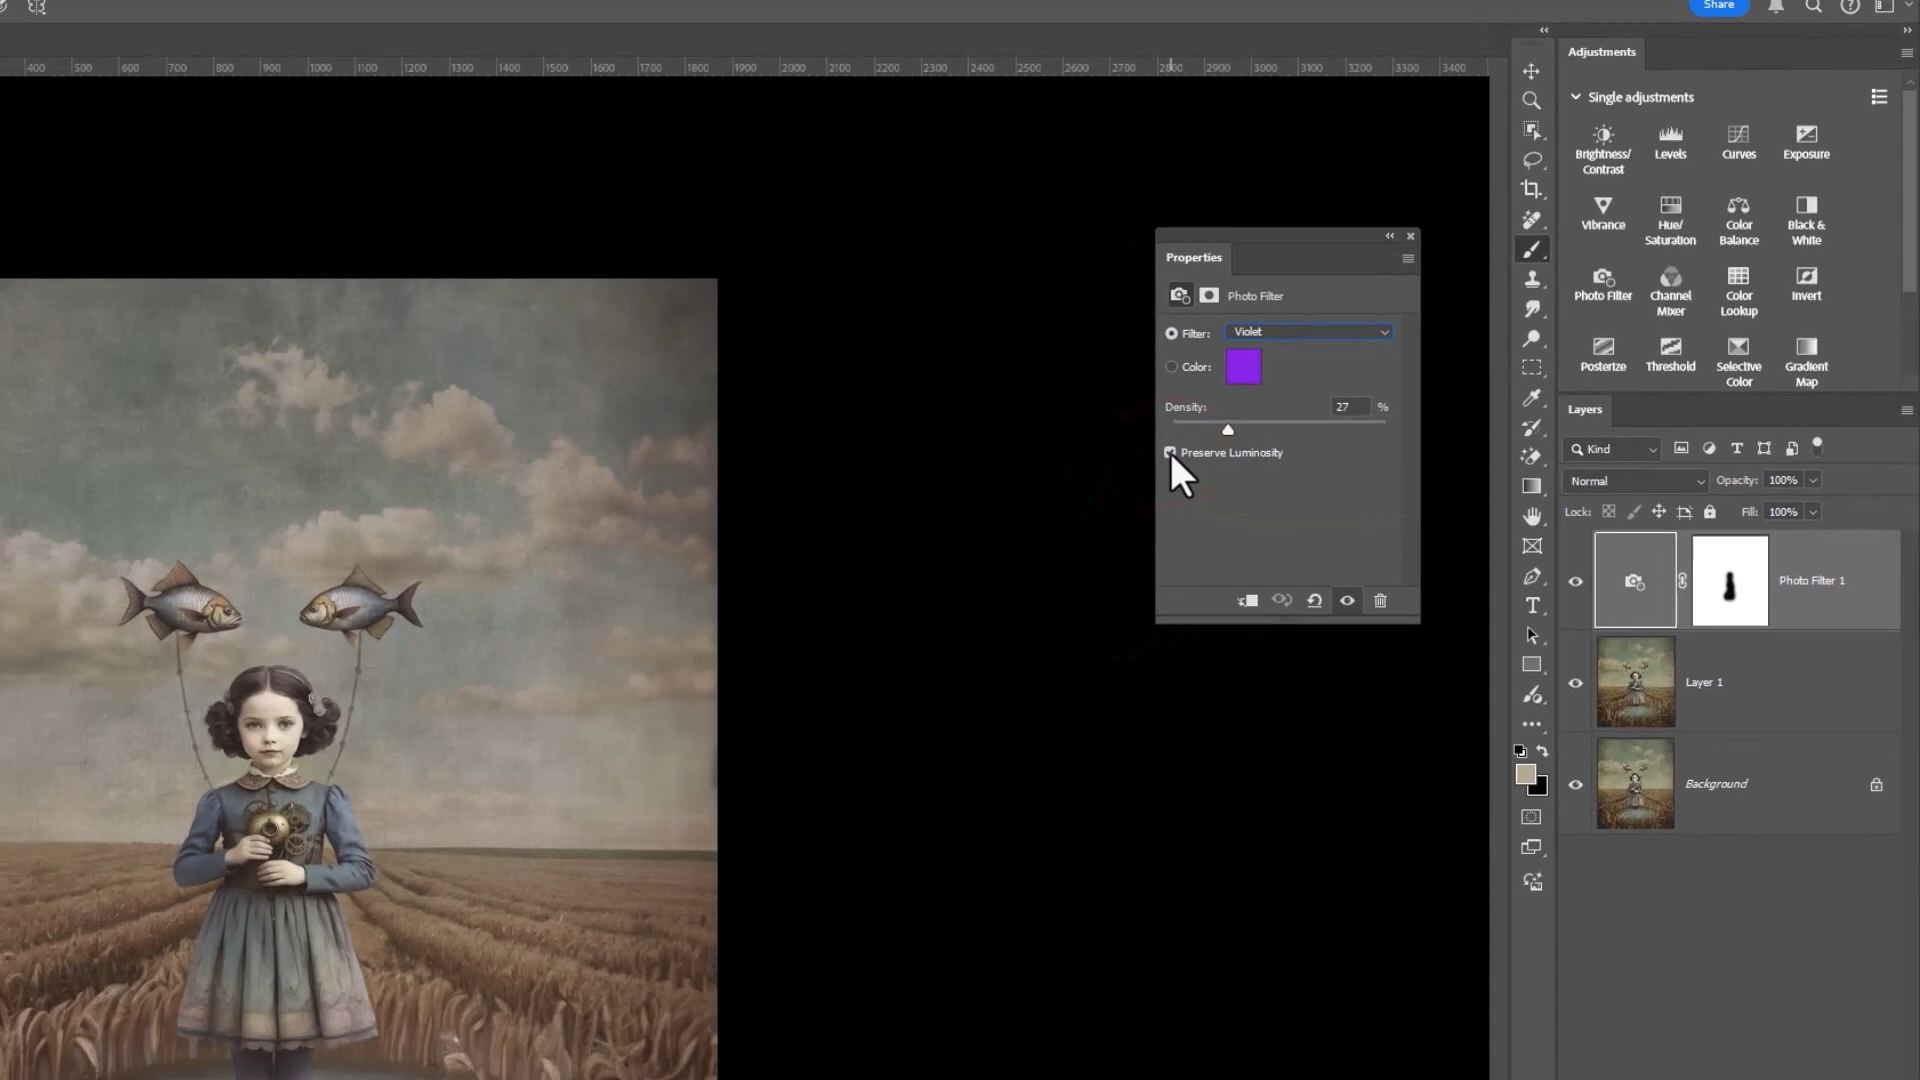 Share
Adjustments
400 500 600 700 800 900 1000 1100 1200 1300 1400 1500 1600 1700 1800 1900 2000 2100 2200 2300 2400 2500 2600 2700 2800 2900 3000 3100 3200 3300 3400
Single adjustments
Brightness/
Contrast
Levels
Curves
Exposure
Vibrance
Hue/
Saturation
Color
Balance
Black &
White
Photo Filter
Channel
Mixer
Color
Lookup
Invert
Posterize
Threshold
Selective
Color
Gradient
Map
Properties
Photo Filter
Filter: Violet
Color:
Density: 27 %
Preserve Luminosity
Layers
Kind
Normal Opacity: 100%
Lock: Fill: 100%
Photo Filter 1
Layer 1
Background